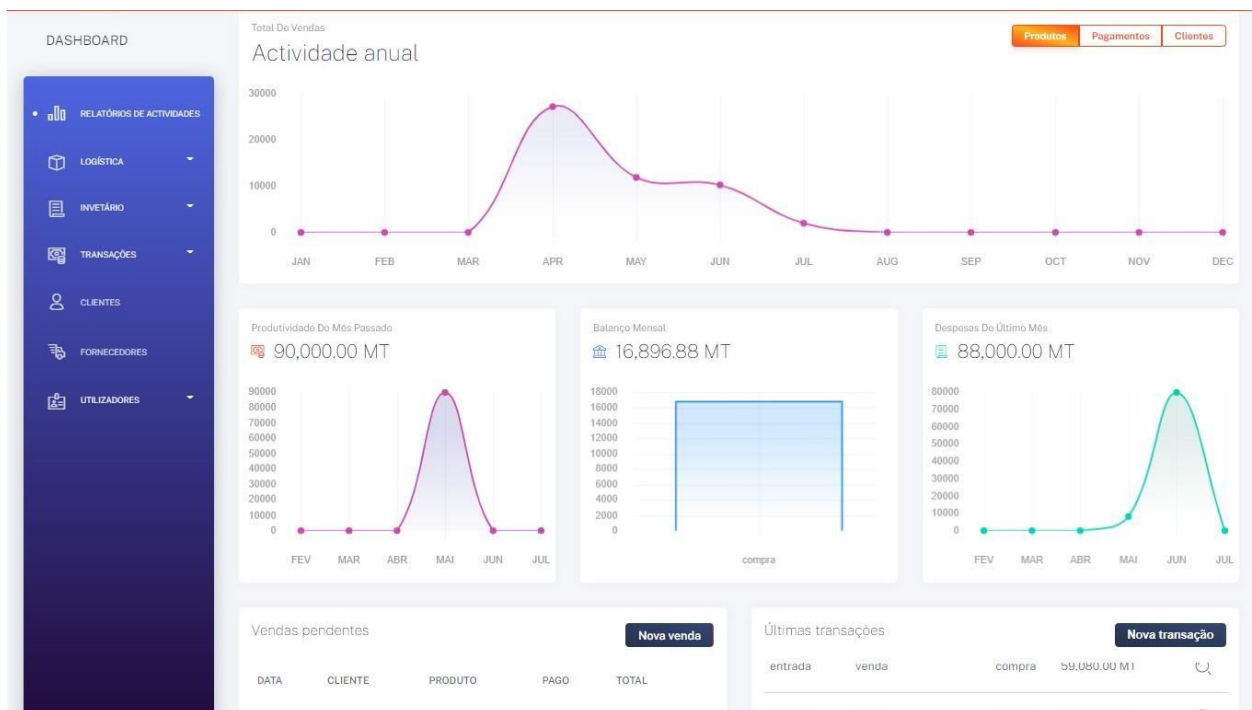 DASHBOARD
RELATÓRIOS DE ACTIVIDADES
LOGÍSTICA
INVETÁRIO
TRANSAÇÕES
CLIENTES
FORNECEDORES
UTILIZADORES
Total De Vendas
Actividade anual
Produtos Pagamentos Clientes
30000
20000
10000
0
JAN FEB MAR APR MAY JUN JUL AUG SEP OCT NOV DEC
Produtividade Do Mês Passado
90,000.00 MT
90000
80000
70000
60000
50000
40000
30000
20000
10000
0
FEV MAR ABR MAI JUN JUL
Balanço Mensal
16,896.88 MT
18000
16000
14000
12000
10000
8000
6000
4000
2000
0
compra
Despesas Do Último Mês
88,000.00 MT
80000
70000
60000
50000
40000
30000
20000
10000
0
FEV MAR ABR MAI JUN JUL
Vendas pendentes
Nova venda
DATA CLIENTE PRODUTO PAGO TOTAL
Últimas transações
Nova transação
entrada venda compra 59,080.00 MT